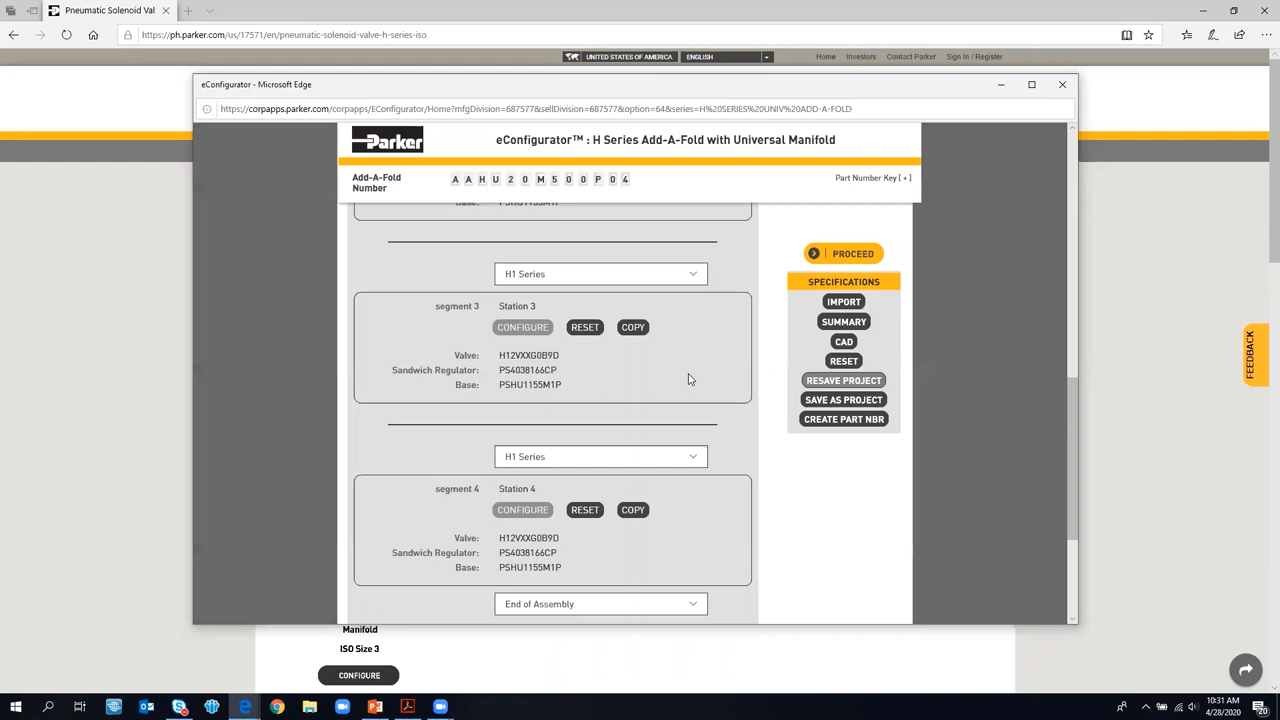 Pneumatic Solenoid Val
https://ph.parker.com/us/17571/en/pneumatic-solenoid-valve-h-series-iso
UNITED STATES OF AMERICA
ENGLISH
Home
Investors
Contact Parker
Sign In / Register
eConfigurator - Microsoft Edge
https://corpapps.parker.com/corpapps/EConfigurator/Home?mfgDivision=687577&sellDivision=687577&option=64&series=H%20SERIES%20UNIV%20ADD-A-FOLD
Parker
eConfigurator™ : H Series Add-A-Fold with Universal Manifold
Add-A-Fold
Number
A A H U 2 0 M 5 0 0 P 0 4
Part Number Key [ + ]
Base: PSHU1155M1P
H1 Series
segment 3 Station 3
CONFIGURE RESET COPY
Valve: H12VXXG0B9D
Sandwich Regulator: PS4038166CP
Base: PSHU1155M1P
H1 Series
segment 4 Station 4
CONFIGURE RESET COPY
Valve: H12VXXG0B9D
Sandwich Regulator: PS4038166CP
Base: PSHU1155M1P
End of Assembly
PROCEED
SPECIFICATIONS
IMPORT
SUMMARY
CAD
RESET
RESAVE PROJECT
SAVE AS PROJECT
CREATE PART NBR
FEEDBACK
Manifold
ISO Size 3
CONFIGURE
10:31 AM
4/28/2020
20